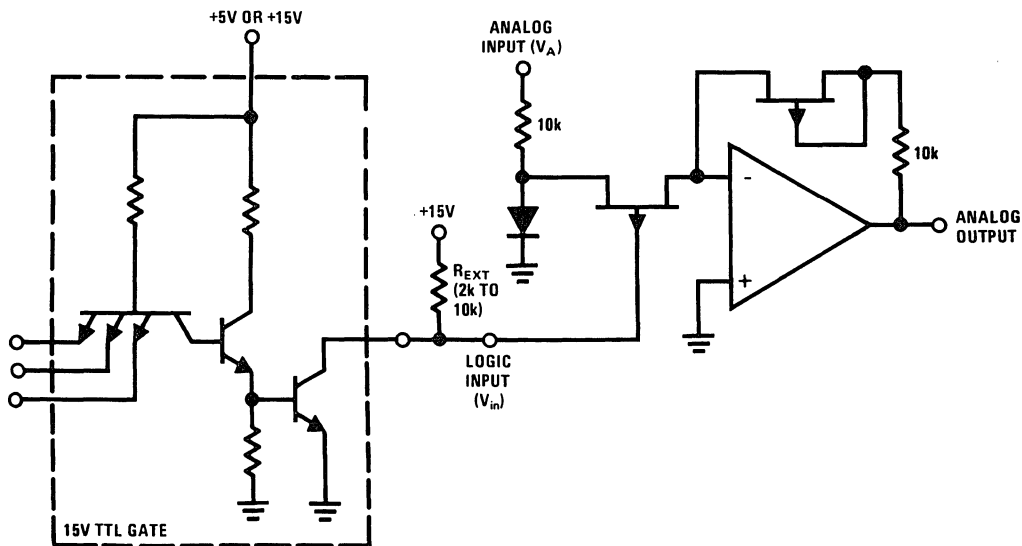 +5V OR +15V
ANALOG
INPUT (VA)
10k
10k
+15V
REXT
(2k TO
10k)
-
+
ANALOG
OUTPUT
LOGIC
INPUT
(Vin)
15V TTL GATE